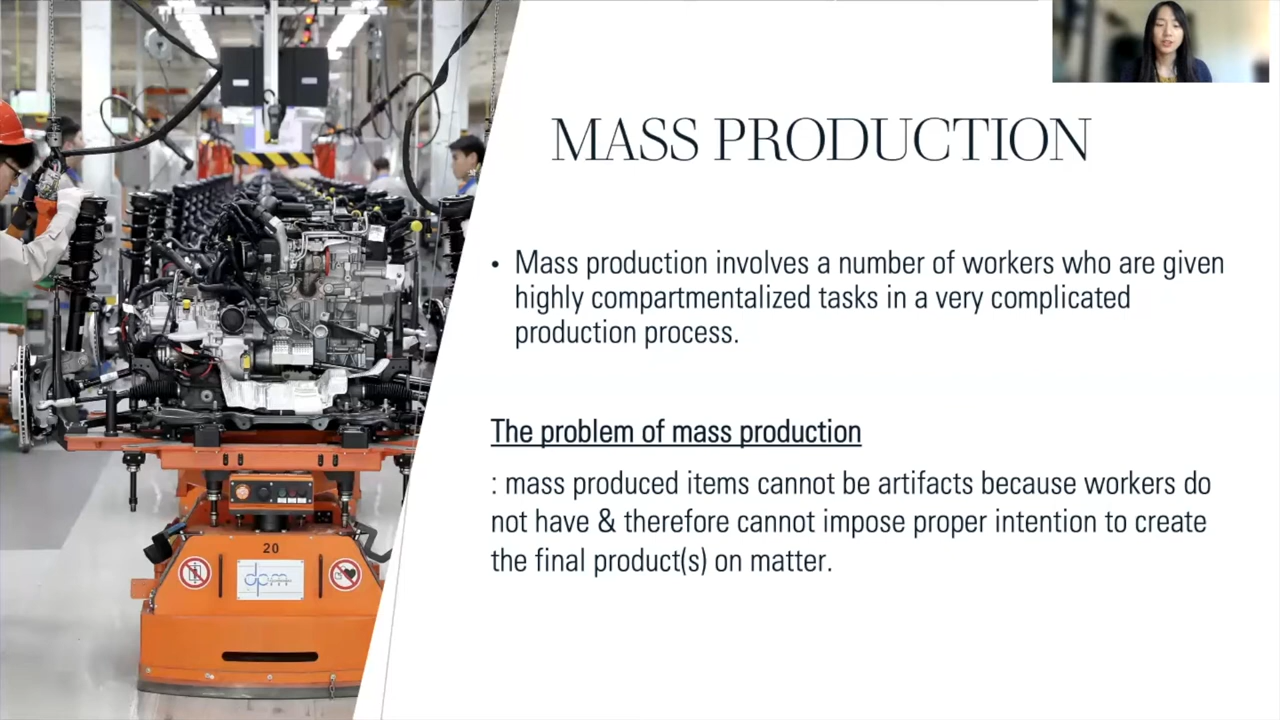 MASS PRODUCTION
• Mass production involves a number of workers who are given
highly compartmentalized tasks in a very complicated
production process.
The problem of mass production
: mass produced items cannot be artifacts because workers do
not have & therefore cannot impose proper intention to create
the final product(s) on matter.
20
dpm